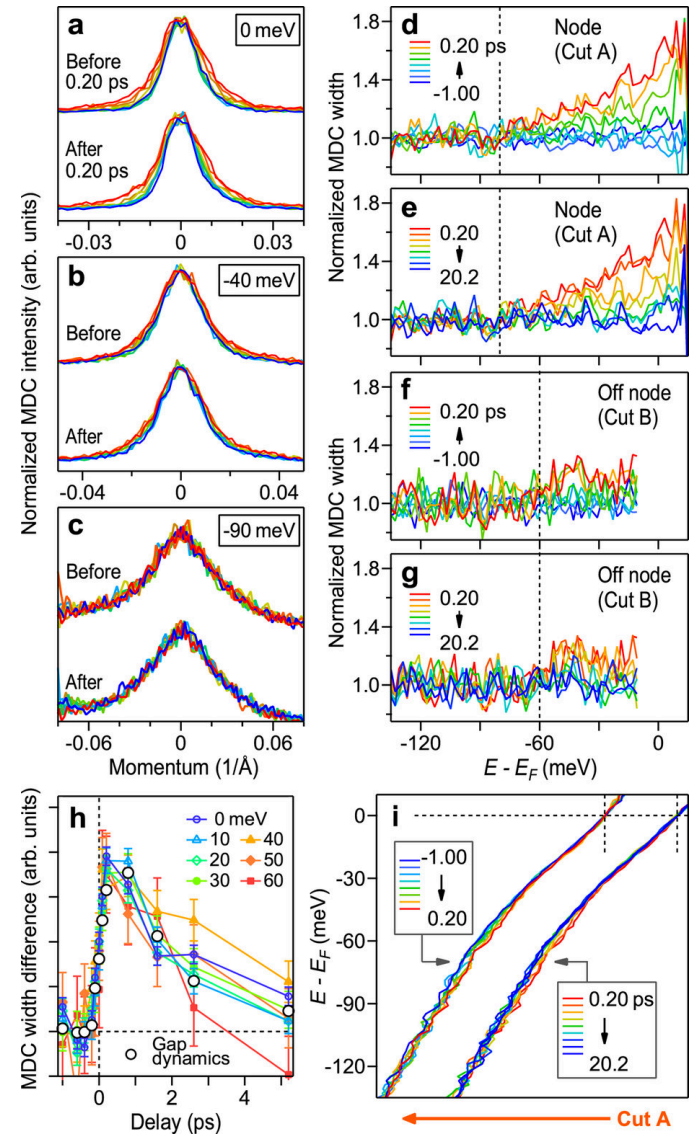 a
0 meV
Before
0.20 ps
After
0.20 ps
-0.03
0
0.03
b
-40 meV
Before
After
-0.04
0
0.04
c
-90 meV
Before
After
-0.06
0
0.06
Momentum (1/Å)
Normalized MDC intensity (arb. units)
d
0.20 ps
-1.00
Node
(Cut A)
1.8
1.4
1.0
Normalized MDC width
e
0.20
20.2
Node
(Cut A)
1.8
1.4
1.0
f
0.20 ps
-1.00
Off node
(Cut B)
1.8
1.4
1.0
Normalized MDC width
g
0.20
20.2
Off node
(Cut B)
1.8
1.4
1.0
-120
-60
0
E - EF (meV)
h
0 meV
10
20
30
40
50
60
Gap
dynamics
MDC width difference (arb. units)
0
2
4
Delay (ps)
i
0
-30
-60
-90
-120
E - EF (meV)
-1.00
0.20
0.20 ps
20.2
Cut A